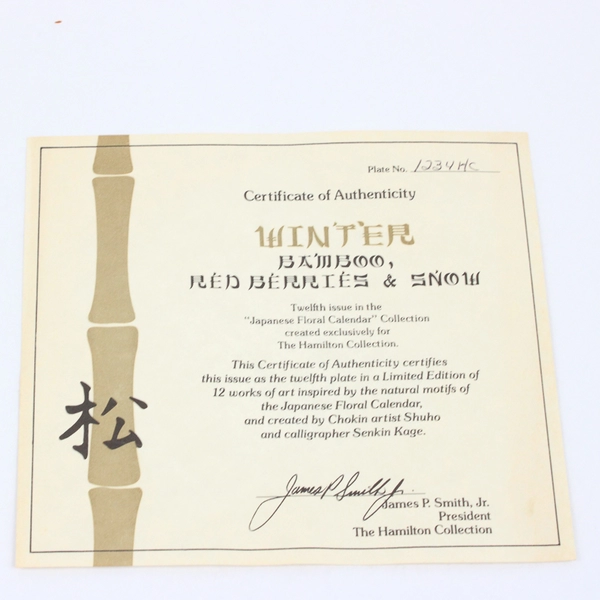 Plate No. 1234HC
Certificate of Authenticity
WINTER
BAMBOO,
RED BERRIES & SNOW
Twelfth issue in the
"Japanese Floral Calendar" Collection
created exclusively for
The Hamilton Collection.
This Certificate of Authenticity certifies
this issue as the twelfth plate in a Limited Edition of
12 works of art inspired by the natural motifs of
the Japanese Floral Calendar,
and created by Chokin artist Shuho
and calligrapher Senkin Kage.
松
James P. Smith, Jr.
James P. Smith, Jr.
President
The Hamilton Collection